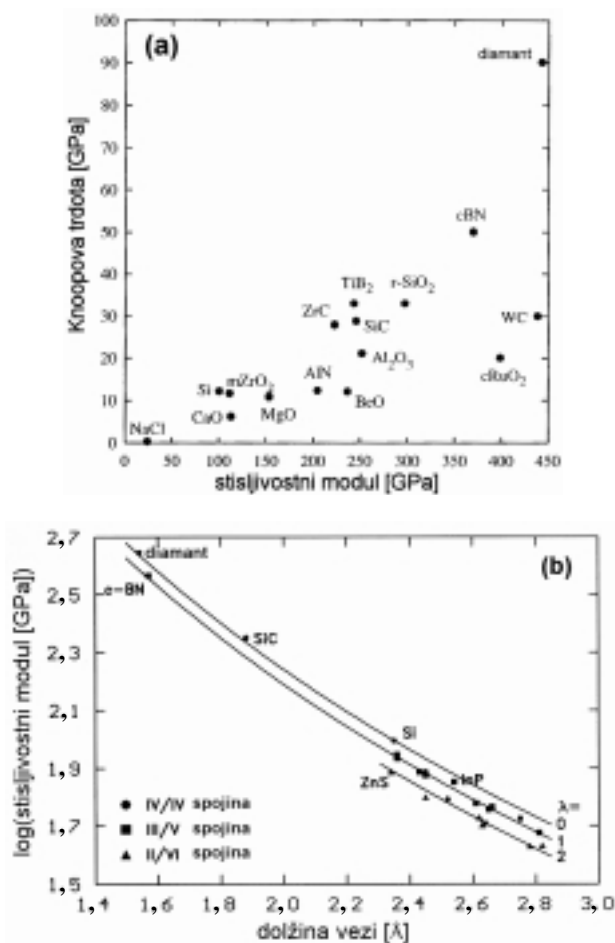 (a)
Knoopova trdota [GPa]
100
90
80
70
60
50
40
30
20
10
0
diamant
cBN
TiB₂
r-SiO₂
ZrC
SiC
WC
Al₂O₃
cRuO₂
AlN
BeO
Si
mZrO₂
CaO
MgO
NaCl
0 50 100 150 200 250 300 350 400 450
stisljivostni modul [GPa]
(b)
log(stisljivostni modul [GPa])
2,7
2,5
2,3
2,1
1,9
1,7
1,5
diamant
c-BN
SiC
Si
InP
ZnS
λ=
0
1
2
● IV/IV spojina
■ III/V spojina
▲ II/VI spojina
1,4 1,6 1,8 2,0 2,2 2,4 2,6 2,8 3,0
dolžina vezi [Å]